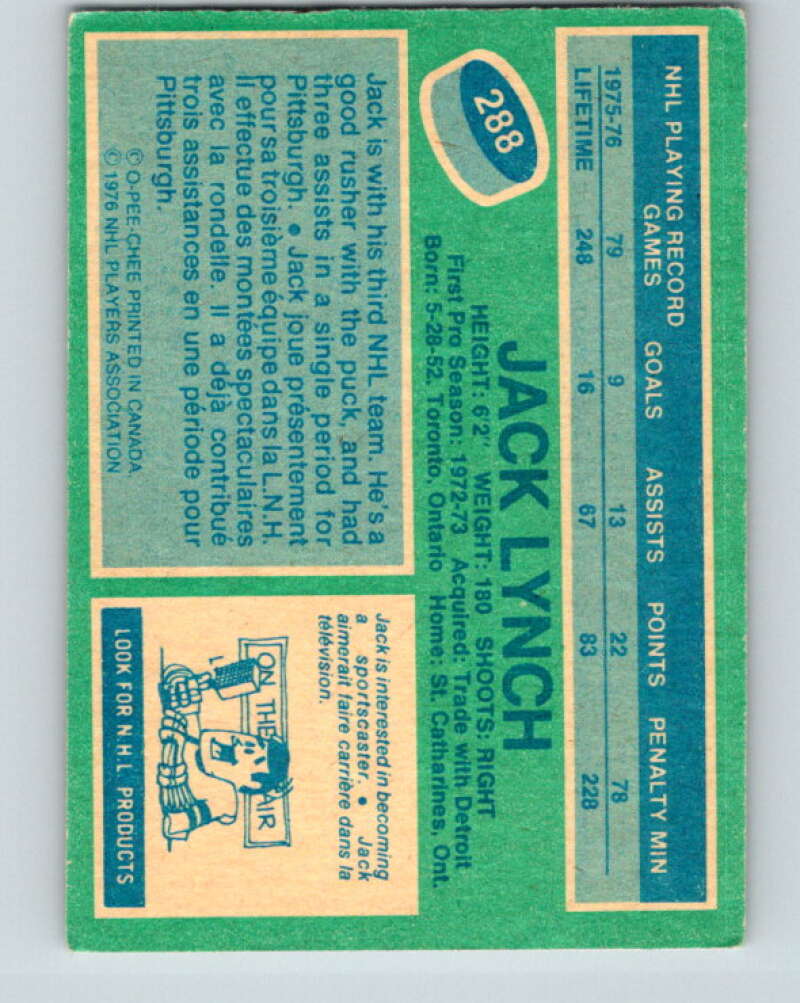 NHL PLAYING RECORD
GAMES GOALS ASSISTS POINTS PENALTY MIN
1975-76 79 9 13 22 78
LIFETIME 248 16 67 83 228
288
JACK LYNCH
HEIGHT: 6'2' WEIGHT: 180 SHOOTS: RIGHT
First Pro Season: 1972-73 Acquired: Trade with Detroit
Born: 5-28-52. Toronto, Ontario Home: St. Catharines, Ont.
Jack is with his third NHL team. He's a
good rusher with the puck, and had
three assists in a single period for
Pittsburgh. ● Jack joue présentement
pour sa troisième équipe dans la L.N.H.
Il effectue des montées spectaculaires
avec la rondelle. Il a déjà contribué
trois assistances en une période pour
Pittsburgh.
© O-PEE-CHEE PRINTED IN CANADA,
© 1976 NHL PLAYERS ASSOCIATION
Jack is interested in becoming
a sportscaster. ● Jack
aimerait faire carrière dans la
télévision.
ON THE
AIR
LOOK FOR N.H.L PRODUCTS